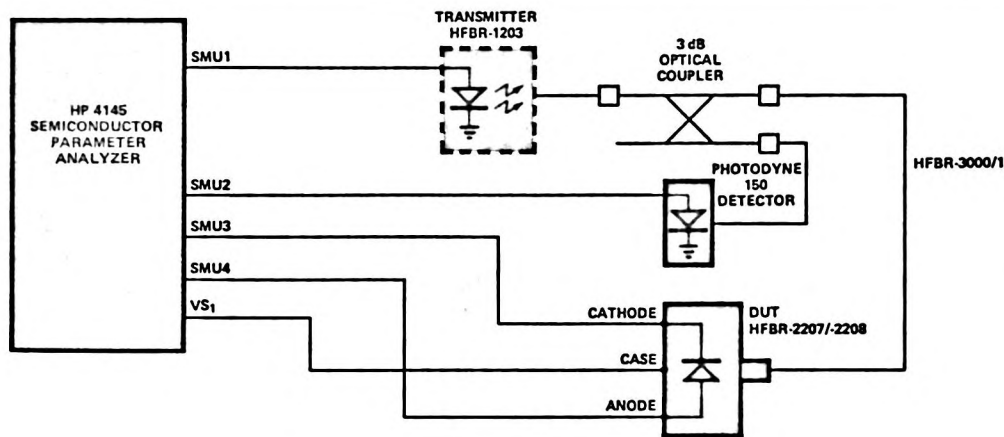 TRANSMITTER
HFBR-1203
3 dB
OPTICAL
COUPLER
SMU1
HP 4145
SEMICONDUCTOR
PARAMETER
ANALYZER
HFBR-3000/1
PHOTODYNE
150
DETECTOR
SMU2
SMU3
SMU4
VS1
CATHODE
CASE
ANODE
DUT
HFBR-2207/-2208